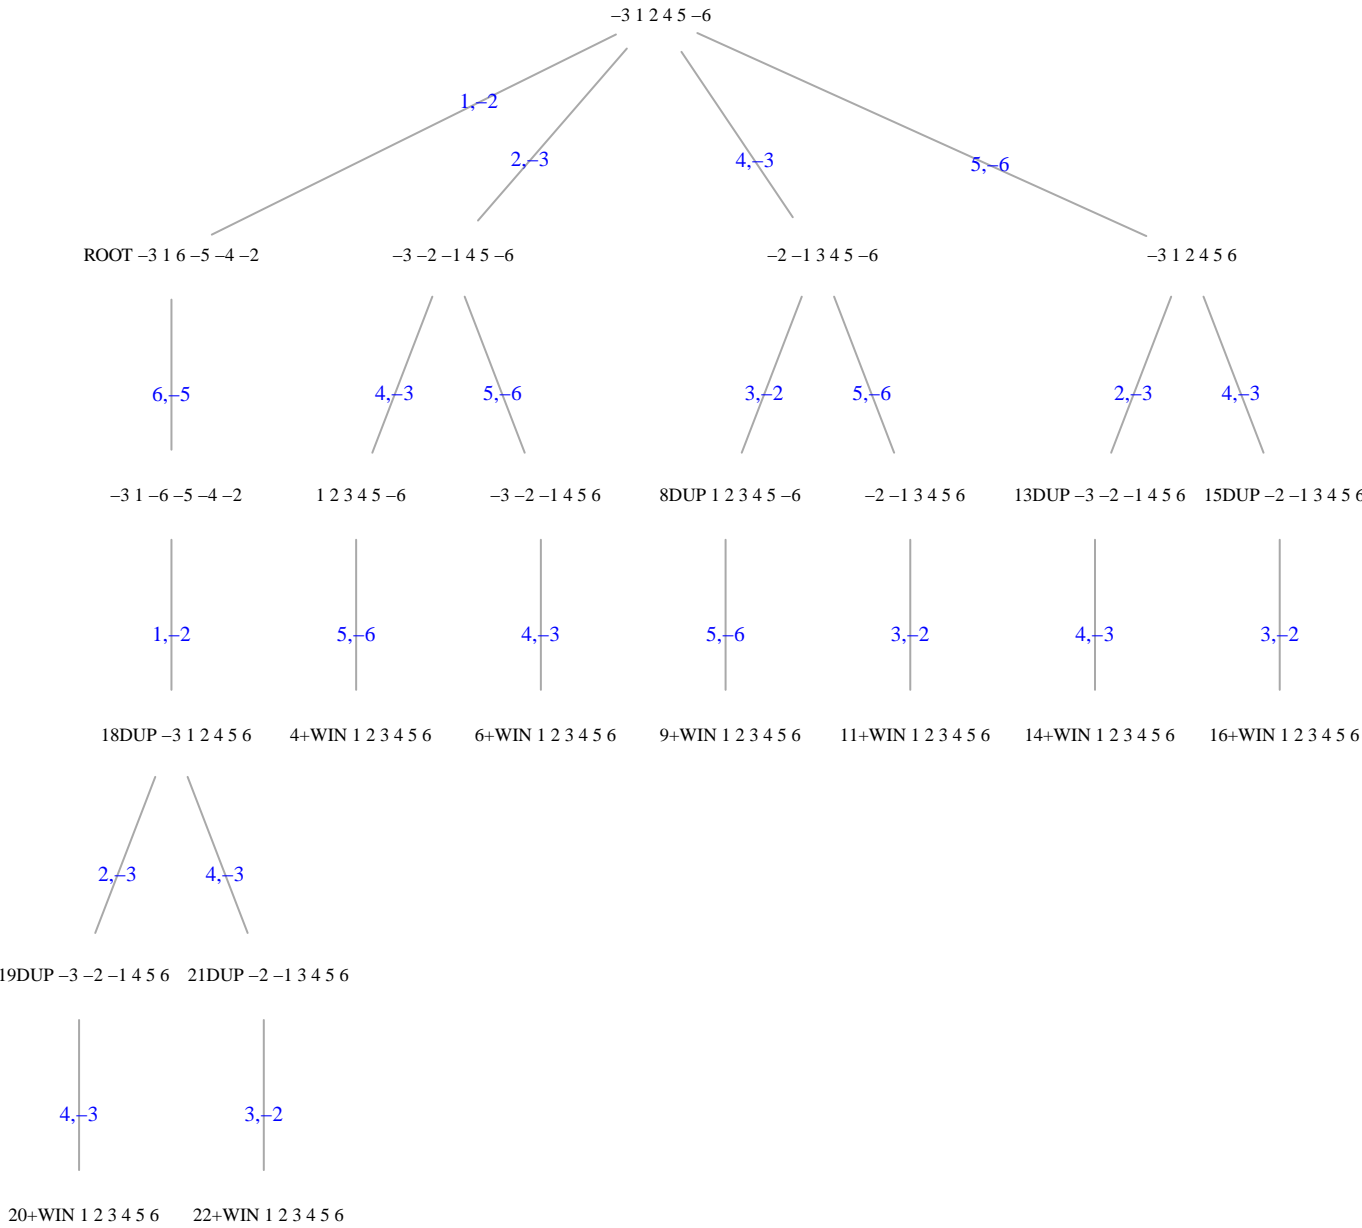 –3 1 2 4 5 –6
1,–2
2,–3
4,–3
5,–6
ROOT –3 1 6 –5 –4 –2
–3 –2 –1 4 5 –6
–2 –1 3 4 5 –6
–3 1 2 4 5 6
6,–5
4,–3
5,–6
3,–2
5,–6
2,–3
4,–3
–3 1 –6 –5 –4 –2
1 2 3 4 5 –6
–3 –2 –1 4 5 6
8DUP 1 2 3 4 5 –6
–2 –1 3 4 5 6
13DUP –3 –2 –1 4 5 6
15DUP –2 –1 3 4 5 6
1,–2
5,–6
4,–3
5,–6
3,–2
4,–3
3,–2
18DUP –3 1 2 4 5 6
4+WIN 1 2 3 4 5 6
6+WIN 1 2 3 4 5 6
9+WIN 1 2 3 4 5 6
11+WIN 1 2 3 4 5 6
14+WIN 1 2 3 4 5 6
16+WIN 1 2 3 4 5 6
2,–3
4,–3
19DUP –3 –2 –1 4 5 6
21DUP –2 –1 3 4 5 6
4,–3
3,–2
20+WIN 1 2 3 4 5 6
22+WIN 1 2 3 4 5 6